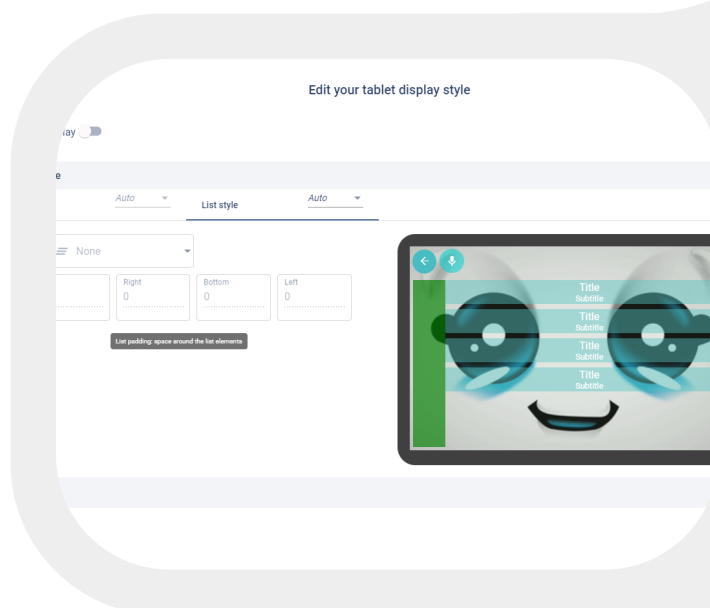 Edit your tablet display style
lay
e
Auto
List style
Auto
None
Right
0
Bottom
0
Left
0
List padding: space around the list elements
Title
Subtitle
Title
Subtitle
Title
Subtitle
Title
Subtitle